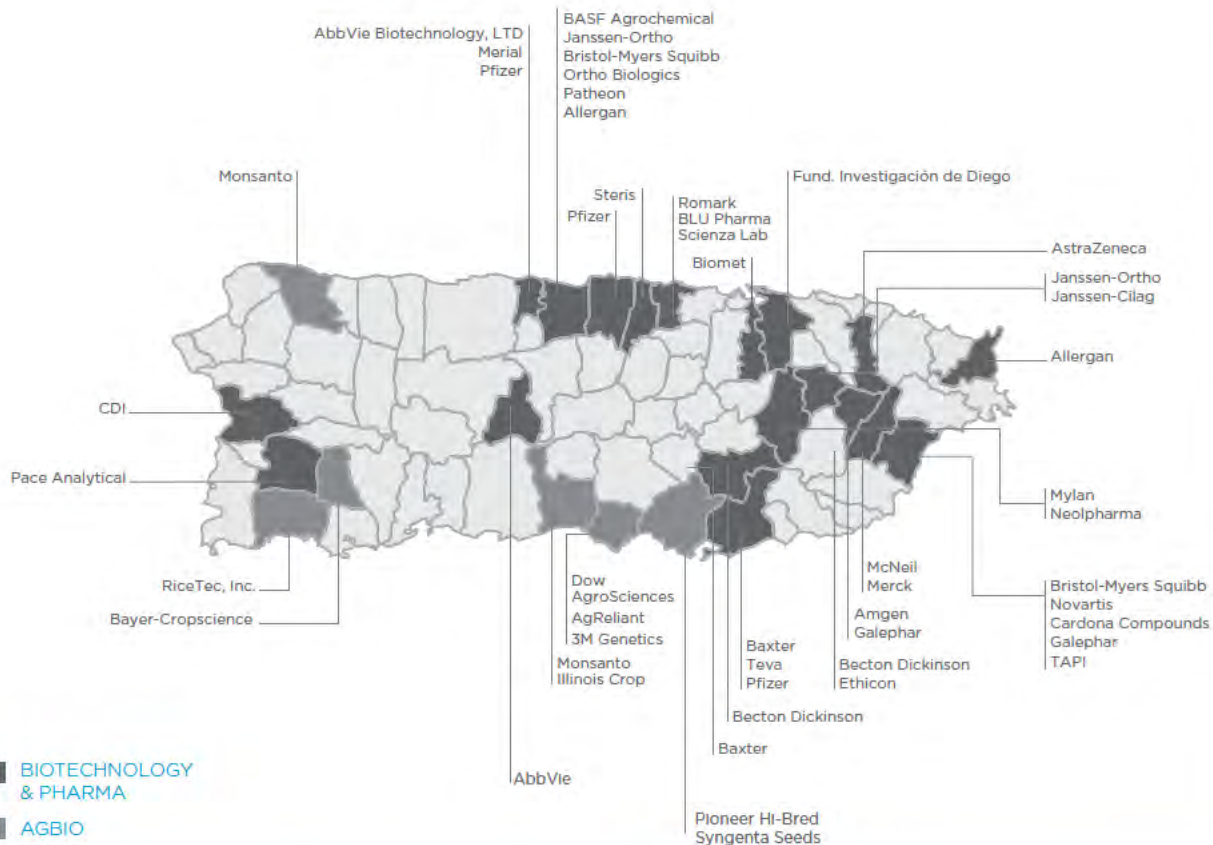 AbbVie Biotechnology, LTD
Merial
Pfizer
BASF Agrochemical
Janssen-Ortho
Bristol-Myers Squibb
Ortho Biologics
Patheon
Allergan
Monsanto
Steris
Pfizer
Romark
BLU Pharma
Scienza Lab
Biomet
Fund. Investigación de Diego
AstraZeneca
Janssen-Ortho
Janssen-Cilag
Allergan
CDI
Pace Analytical
RiceTec, Inc.
Bayer-Cropscience
Dow
AgroSciences
AgReliant
3M Genetics
Monsanto
Illinois Crop
AbbVie
Pioneer Hi-Bred
Syngenta Seeds
Baxter
Becton Dickinson
Baxter
Teva
Pfizer
Becton Dickinson
Ethicon
Amgen
Galephar
McNeil
Merck
Mylan
Neolpharma
Bristol-Myers Squibb
Novartis
Cardona Compounds
Galephar
TAPI
BIOTECHNOLOGY
& PHARMA
AGBIO